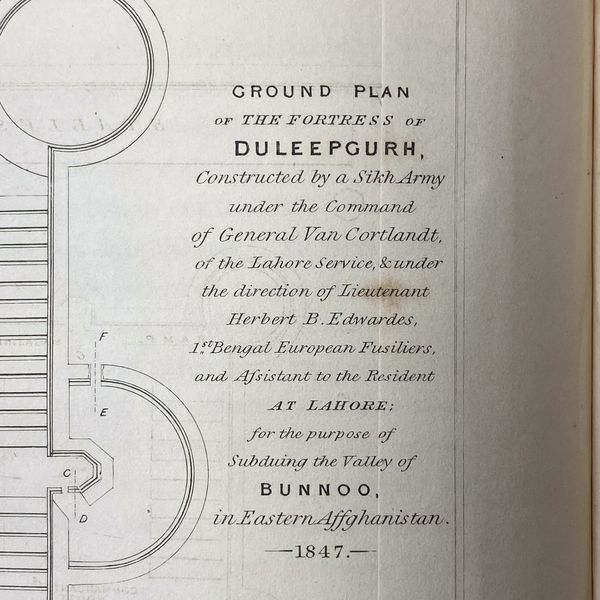 GROUND PLAN
OF THE FORTRESS OF
DULEEPGURH,
Constructed by a Sikh Army
under the Command
of General Van Cortlandt,
of the Lahore Service, & under
the direction of Lieutenant
Herbert B. Edwardes,
1st Bengal European Fusiliers,
and Aſsistant to the Resident
AT LAHORE;
for the purpose of
Subduing the Valley of
BUNNOO,
in Eastern Affghanistan.
—1847.—
F
E
C
D